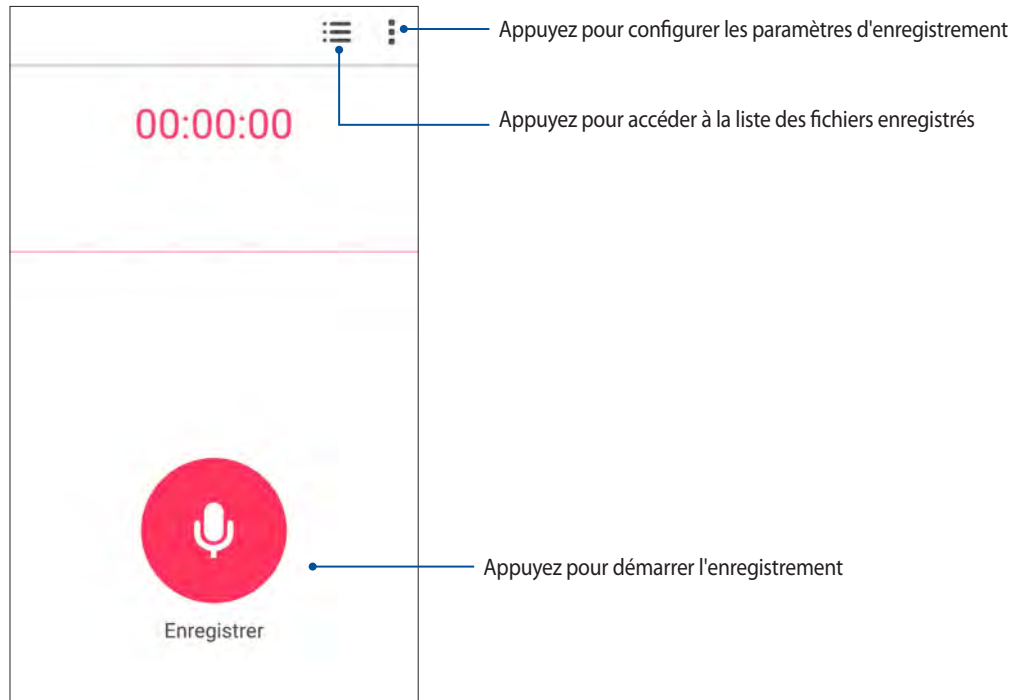 Appuyez pour configurer les paramètres d'enregistrement
Appuyez pour accéder à la liste des fichiers enregistrés
00:00:00
Appuyez pour démarrer l'enregistrement
Enregistrer